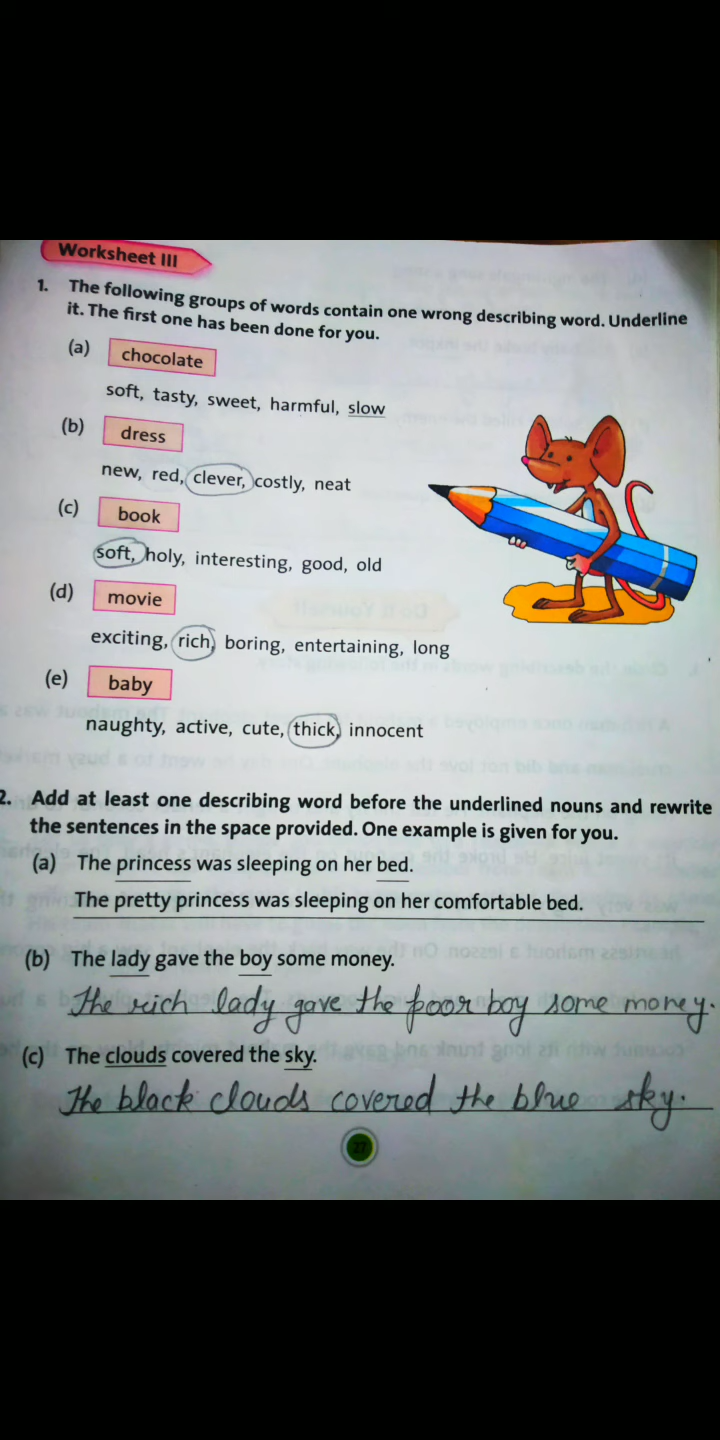 Worksheet III
1. The following groups of words contain one wrong describing word. Underline
it. The first one has been done for you.
(a) chocolate
soft, tasty, sweet, harmful, slow
(b) dress
new, red, clever, costly, neat
(c) book
soft, holy, interesting, good, old
(d) movie
exciting, rich, boring, entertaining, long
(e) baby
naughty, active, cute, thick, innocent
2. Add at least one describing word before the underlined nouns and rewrite
the sentences in the space provided. One example is given for you.
(a) The princess was sleeping on her bed.
The pretty princess was sleeping on her comfortable bed.
(b) The lady gave the boy some money.
The rich lady gave the poor boy some money.
(c) The clouds covered the sky.
The black clouds covered the blue sky.
27